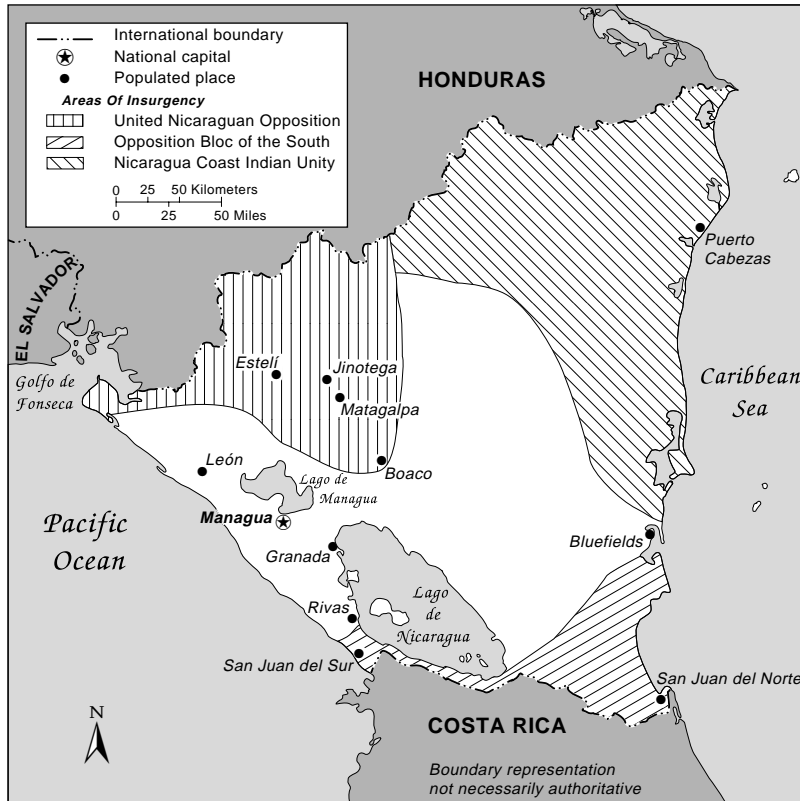 International boundary
National capital
Populated place
Areas Of Insurgency
United Nicaraguan Opposition
Opposition Bloc of the South
Nicaragua Coast Indian Unity
0 25 50 Kilometers
0 25 50 Miles
HONDURAS
EL SALVADOR
Puerto
Cabezas
Golfo de
Fonseca
Estelí
Jinotega
Matagalpa
Caribbean
Sea
León
Boaco
Lago de
Managua
Managua
Pacific
Ocean
Granada
Bluefields
Lago
de
Nicaragua
Rivas
San Juan del Sur
San Juan del Norte
N
COSTA RICA
Boundary representation
not necessarily authoritative